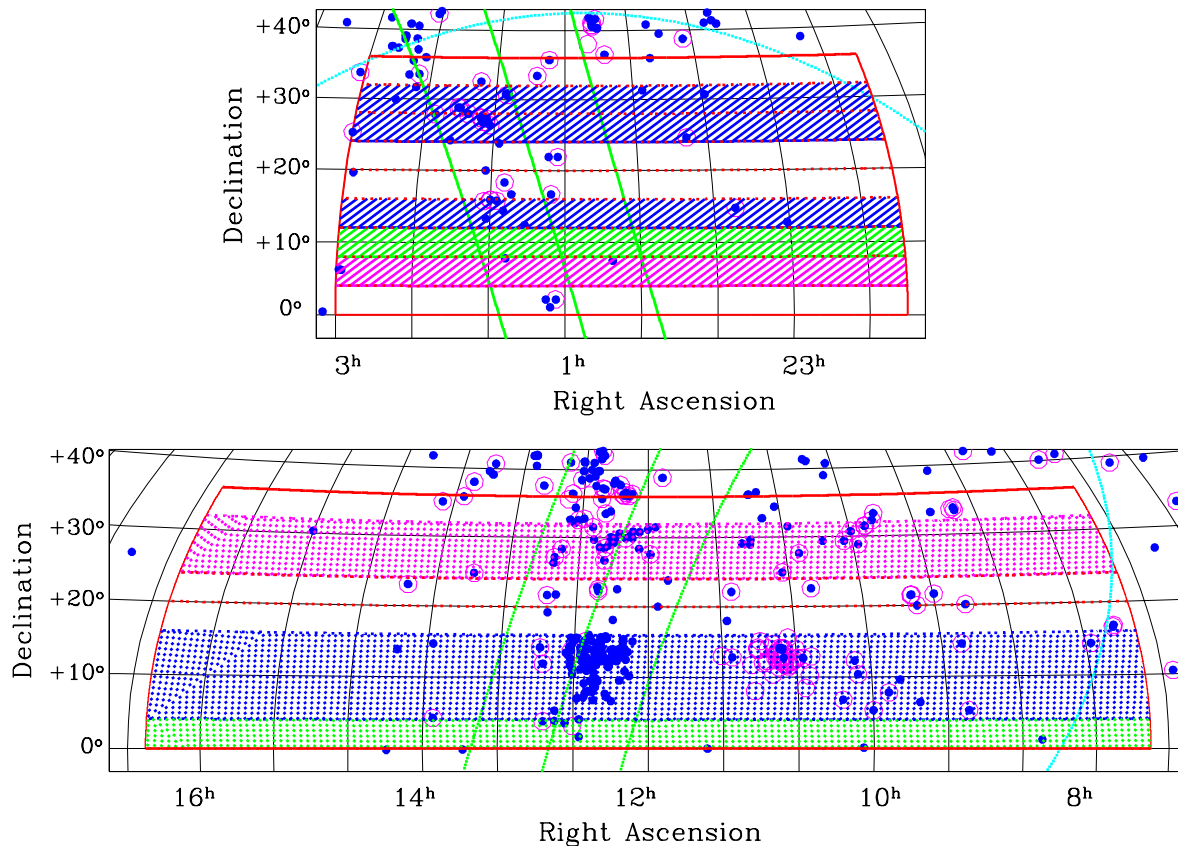 +40°
+30°
+20°
+10°
0°
Declination
3ʰ 1ʰ 23ʰ
Right Ascension
+40°
+30°
+20°
+10°
0°
Declination
16ʰ 14ʰ 12ʰ 10ʰ 8ʰ
Right Ascension